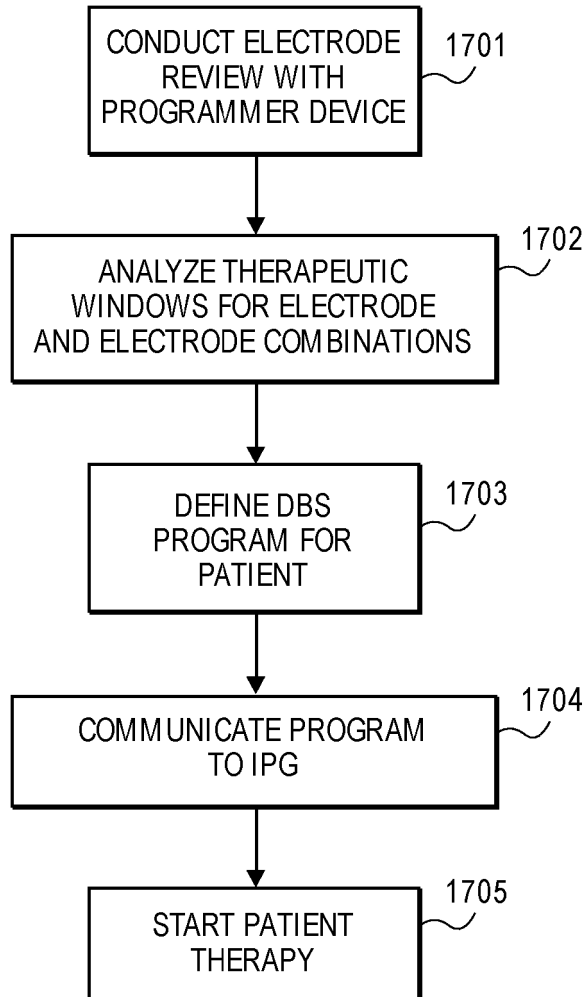 CONDUCT ELECTRODE
REVIEW WITH
PROGRAMMER DEVICE
1701
ANALYZE THERAPEUTIC
WINDOWS FOR ELECTRODE
AND ELECTRODE COMBINATIONS
1702
DEFINE DBS
PROGRAM FOR
PATIENT
1703
COMMUNICATE PROGRAM
TO IPG
1704
START PATIENT
THERAPY
1705